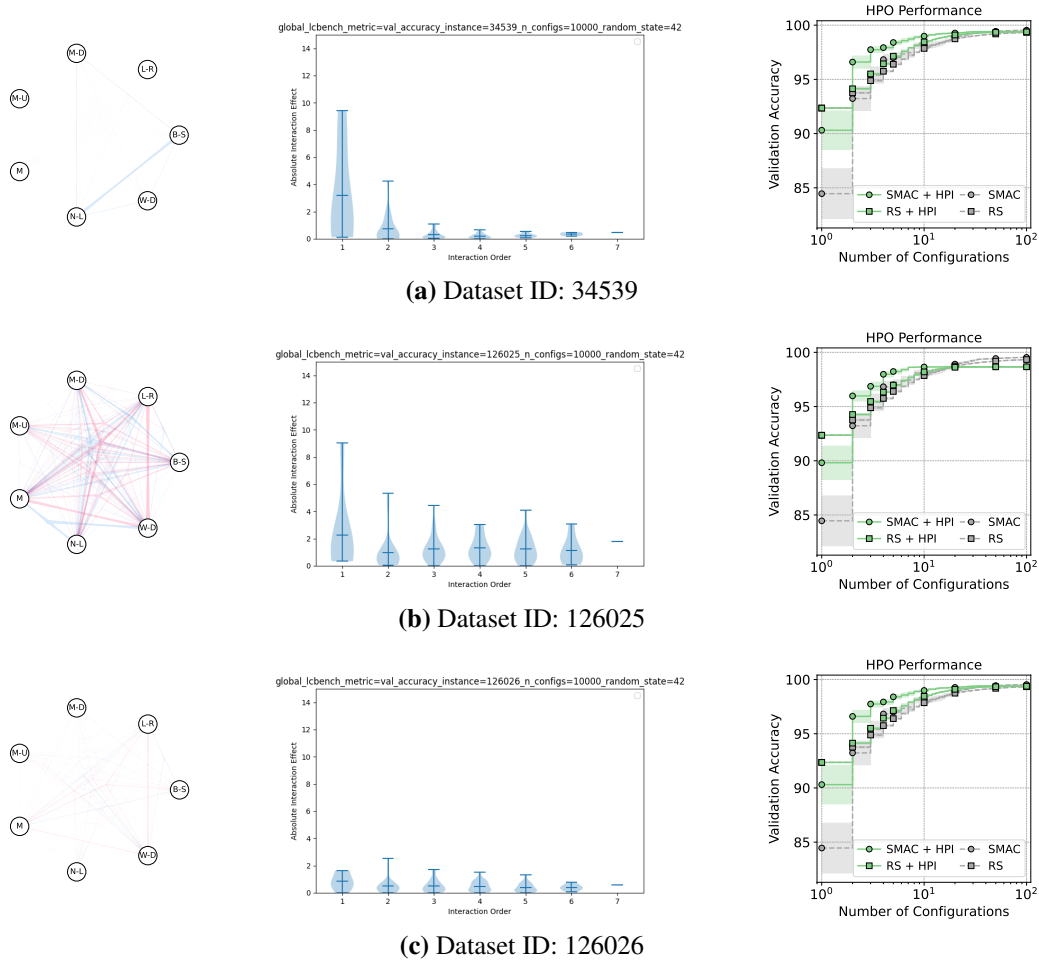 M-D
L-R
M-U
B-S
M
W-D
N-L
global_lcbench_metric=val_accuracy_instance=34539_n_configs=10000_random_state=42
14
12
10
8
6
4
2
0
Absolute Interaction Effect
1 2 3 4 5 6 7
Interaction Order
HPO Performance
100
95
90
85
Validation Accuracy
SMAC + HPI SMAC
RS + HPI RS
10^0 10^1 10^2
Number of Configurations
(a) Dataset ID: 34539
M-D
L-R
M-U
B-S
M
W-D
N-L
global_lcbench_metric=val_accuracy_instance=126025_n_configs=10000_random_state=42
14
12
10
8
6
4
2
0
Absolute Interaction Effect
1 2 3 4 5 6 7
Interaction Order
HPO Performance
100
95
90
85
Validation Accuracy
SMAC + HPI SMAC
RS + HPI RS
10^0 10^1 10^2
Number of Configurations
(b) Dataset ID: 126025
M-D
L-R
M-U
B-S
M
W-D
N-L
global_lcbench_metric=val_accuracy_instance=126026_n_configs=10000_random_state=42
14
12
10
8
6
4
2
0
Absolute Interaction Effect
1 2 3 4 5 6 7
Interaction Order
HPO Performance
100
95
90
85
Validation Accuracy
SMAC + HPI SMAC
RS + HPI RS
10^0 10^1 10^2
Number of Configurations
(c) Dataset ID: 126026